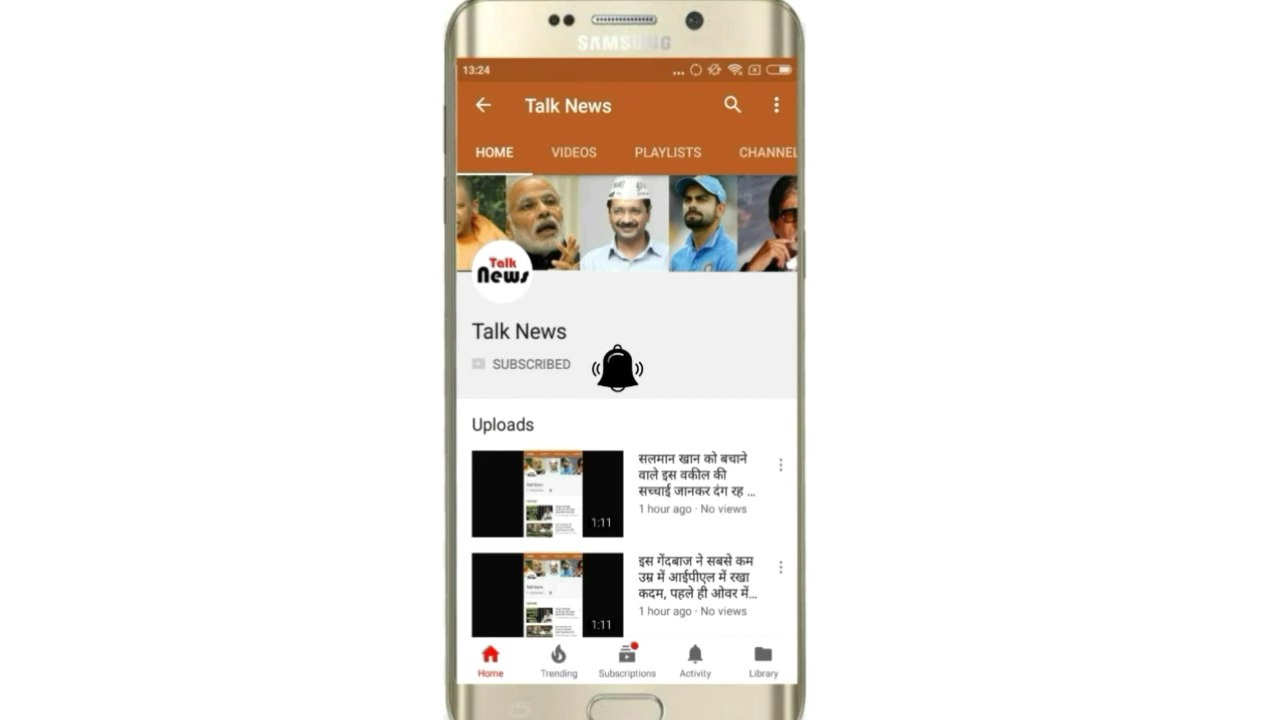 SAMSUNG
13:24
Talk News
HOME VIDEOS PLAYLISTS CHANNEL
Talk
News
Talk News
SUBSCRIBED
Uploads
सलमान खान को बचाने
वाले इस वकील की
सच्चाई जानकर दंग रह ...
1 hour ago · No views
1:11
इस गेंदबाज ने सबसे कम
उम्र में आईपीएल में रखा
कदम, पहले ही ओवर में...
1 hour ago · No views
1:11
Home Trending Subscriptions Activity Library